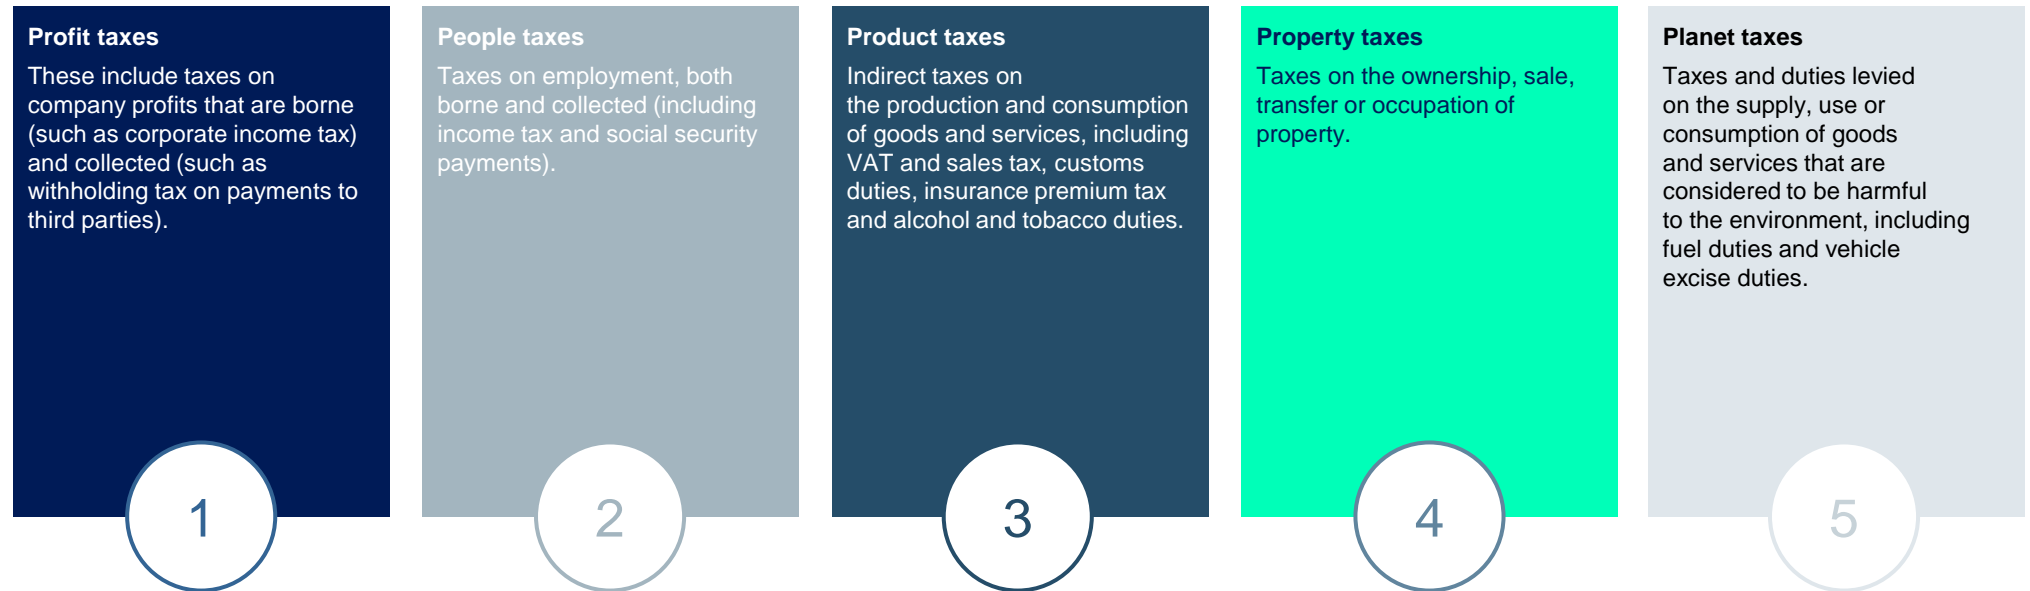 Profit taxes
These include taxes on
company profits that are borne
(such as corporate income tax)
and collected (such as
withholding tax on payments to
third parties).
1
People taxes
Taxes on employment, both
borne and collected (including
income tax and social security
payments).
2
Product taxes
Indirect taxes on
the production and consumption
of goods and services, including
VAT and sales tax, customs
duties, insurance premium tax
and alcohol and tobacco duties.
3
Property taxes
Taxes on the ownership, sale,
transfer or occupation of
property.
4
Planet taxes
Taxes and duties levied
on the supply, use or
consumption of goods
and services that are
considered to be harmful
to the environment, including
fuel duties and vehicle
excise duties.
5